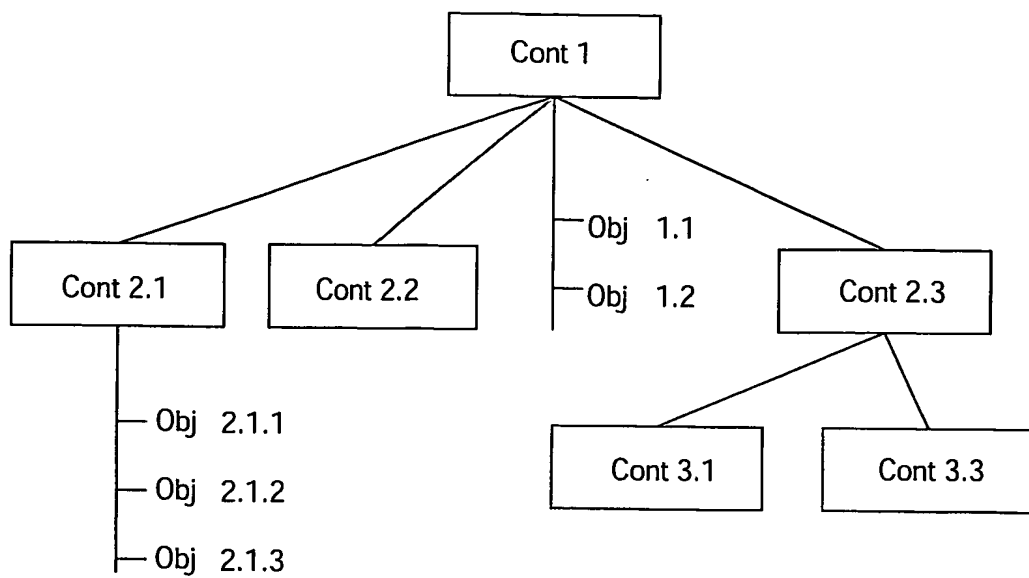 Cont 1
Obj 1.1
Obj 1.2
Cont 2.1
Cont 2.2
Cont 2.3
Obj 2.1.1
Obj 2.1.2
Obj 2.1.3
Cont 3.1
Cont 3.3